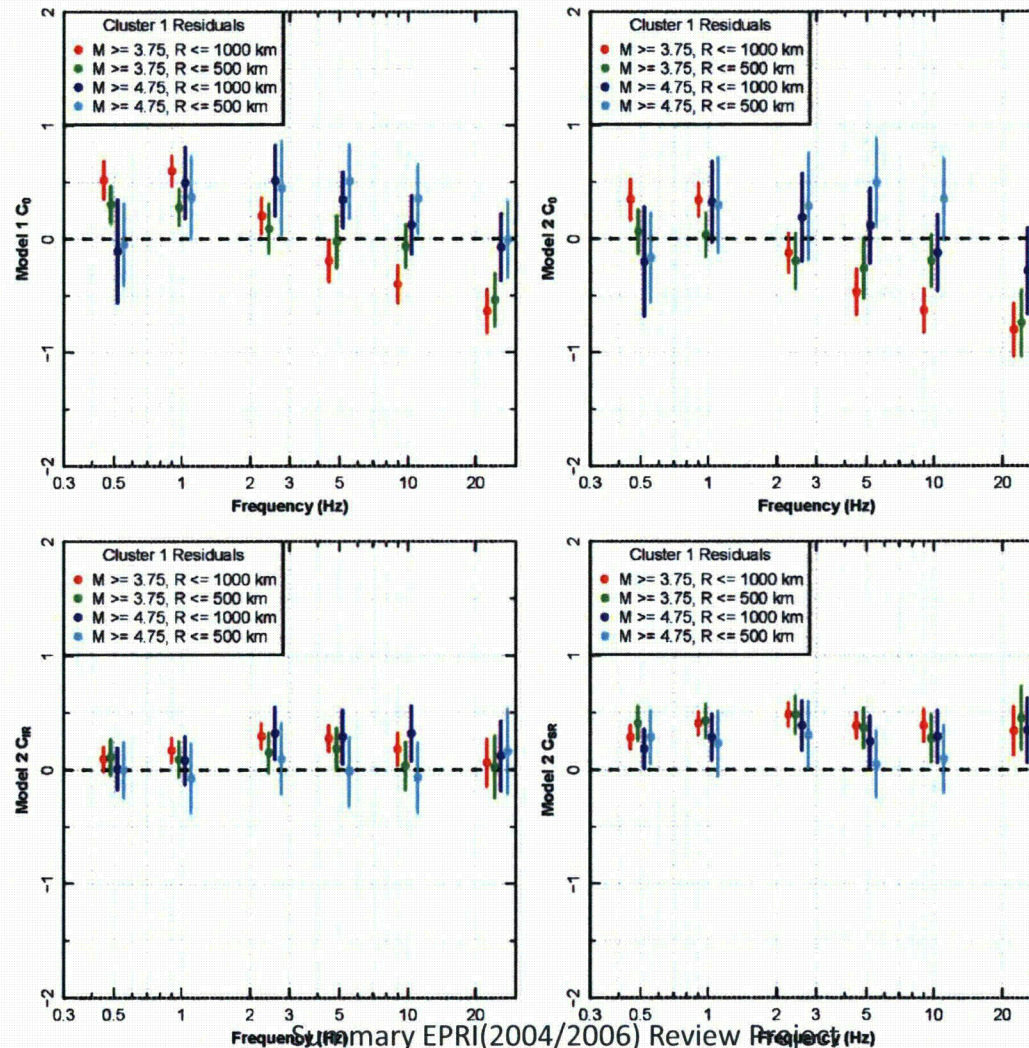 Cluster 1 Residuals
M >= 3.75, R <= 1000 km
M >= 3.75, R <= 500 km
M >= 4.75, R <= 1000 km
M >= 4.75, R <= 500 km
Model 1 C0
2
1
0
-1
-2
0.3 0.5 1 2 3 5 10 20
Frequency (Hz)
Cluster 1 Residuals
M >= 3.75, R <= 1000 km
M >= 3.75, R <= 500 km
M >= 4.75, R <= 1000 km
M >= 4.75, R <= 500 km
Model 2 C0
2
1
0
-1
-2
0.3 0.5 1 2 3 5 10 20
Frequency (Hz)
Cluster 1 Residuals
M >= 3.75, R <= 1000 km
M >= 3.75, R <= 500 km
M >= 4.75, R <= 1000 km
M >= 4.75, R <= 500 km
Model 2 CIR
2
1
0
-1
-2
0.3 0.5 1 2 3 5 10 20
Frequency (Hz)
Cluster 1 Residuals
M >= 3.75, R <= 1000 km
M >= 3.75, R <= 500 km
M >= 4.75, R <= 1000 km
M >= 4.75, R <= 500 km
Model 2 CSR
2
1
0
-1
-2
0.3 0.5 1 2 3 5 10 20
Frequency (Hz)
Summary EPRI(2004/2006) Review Project